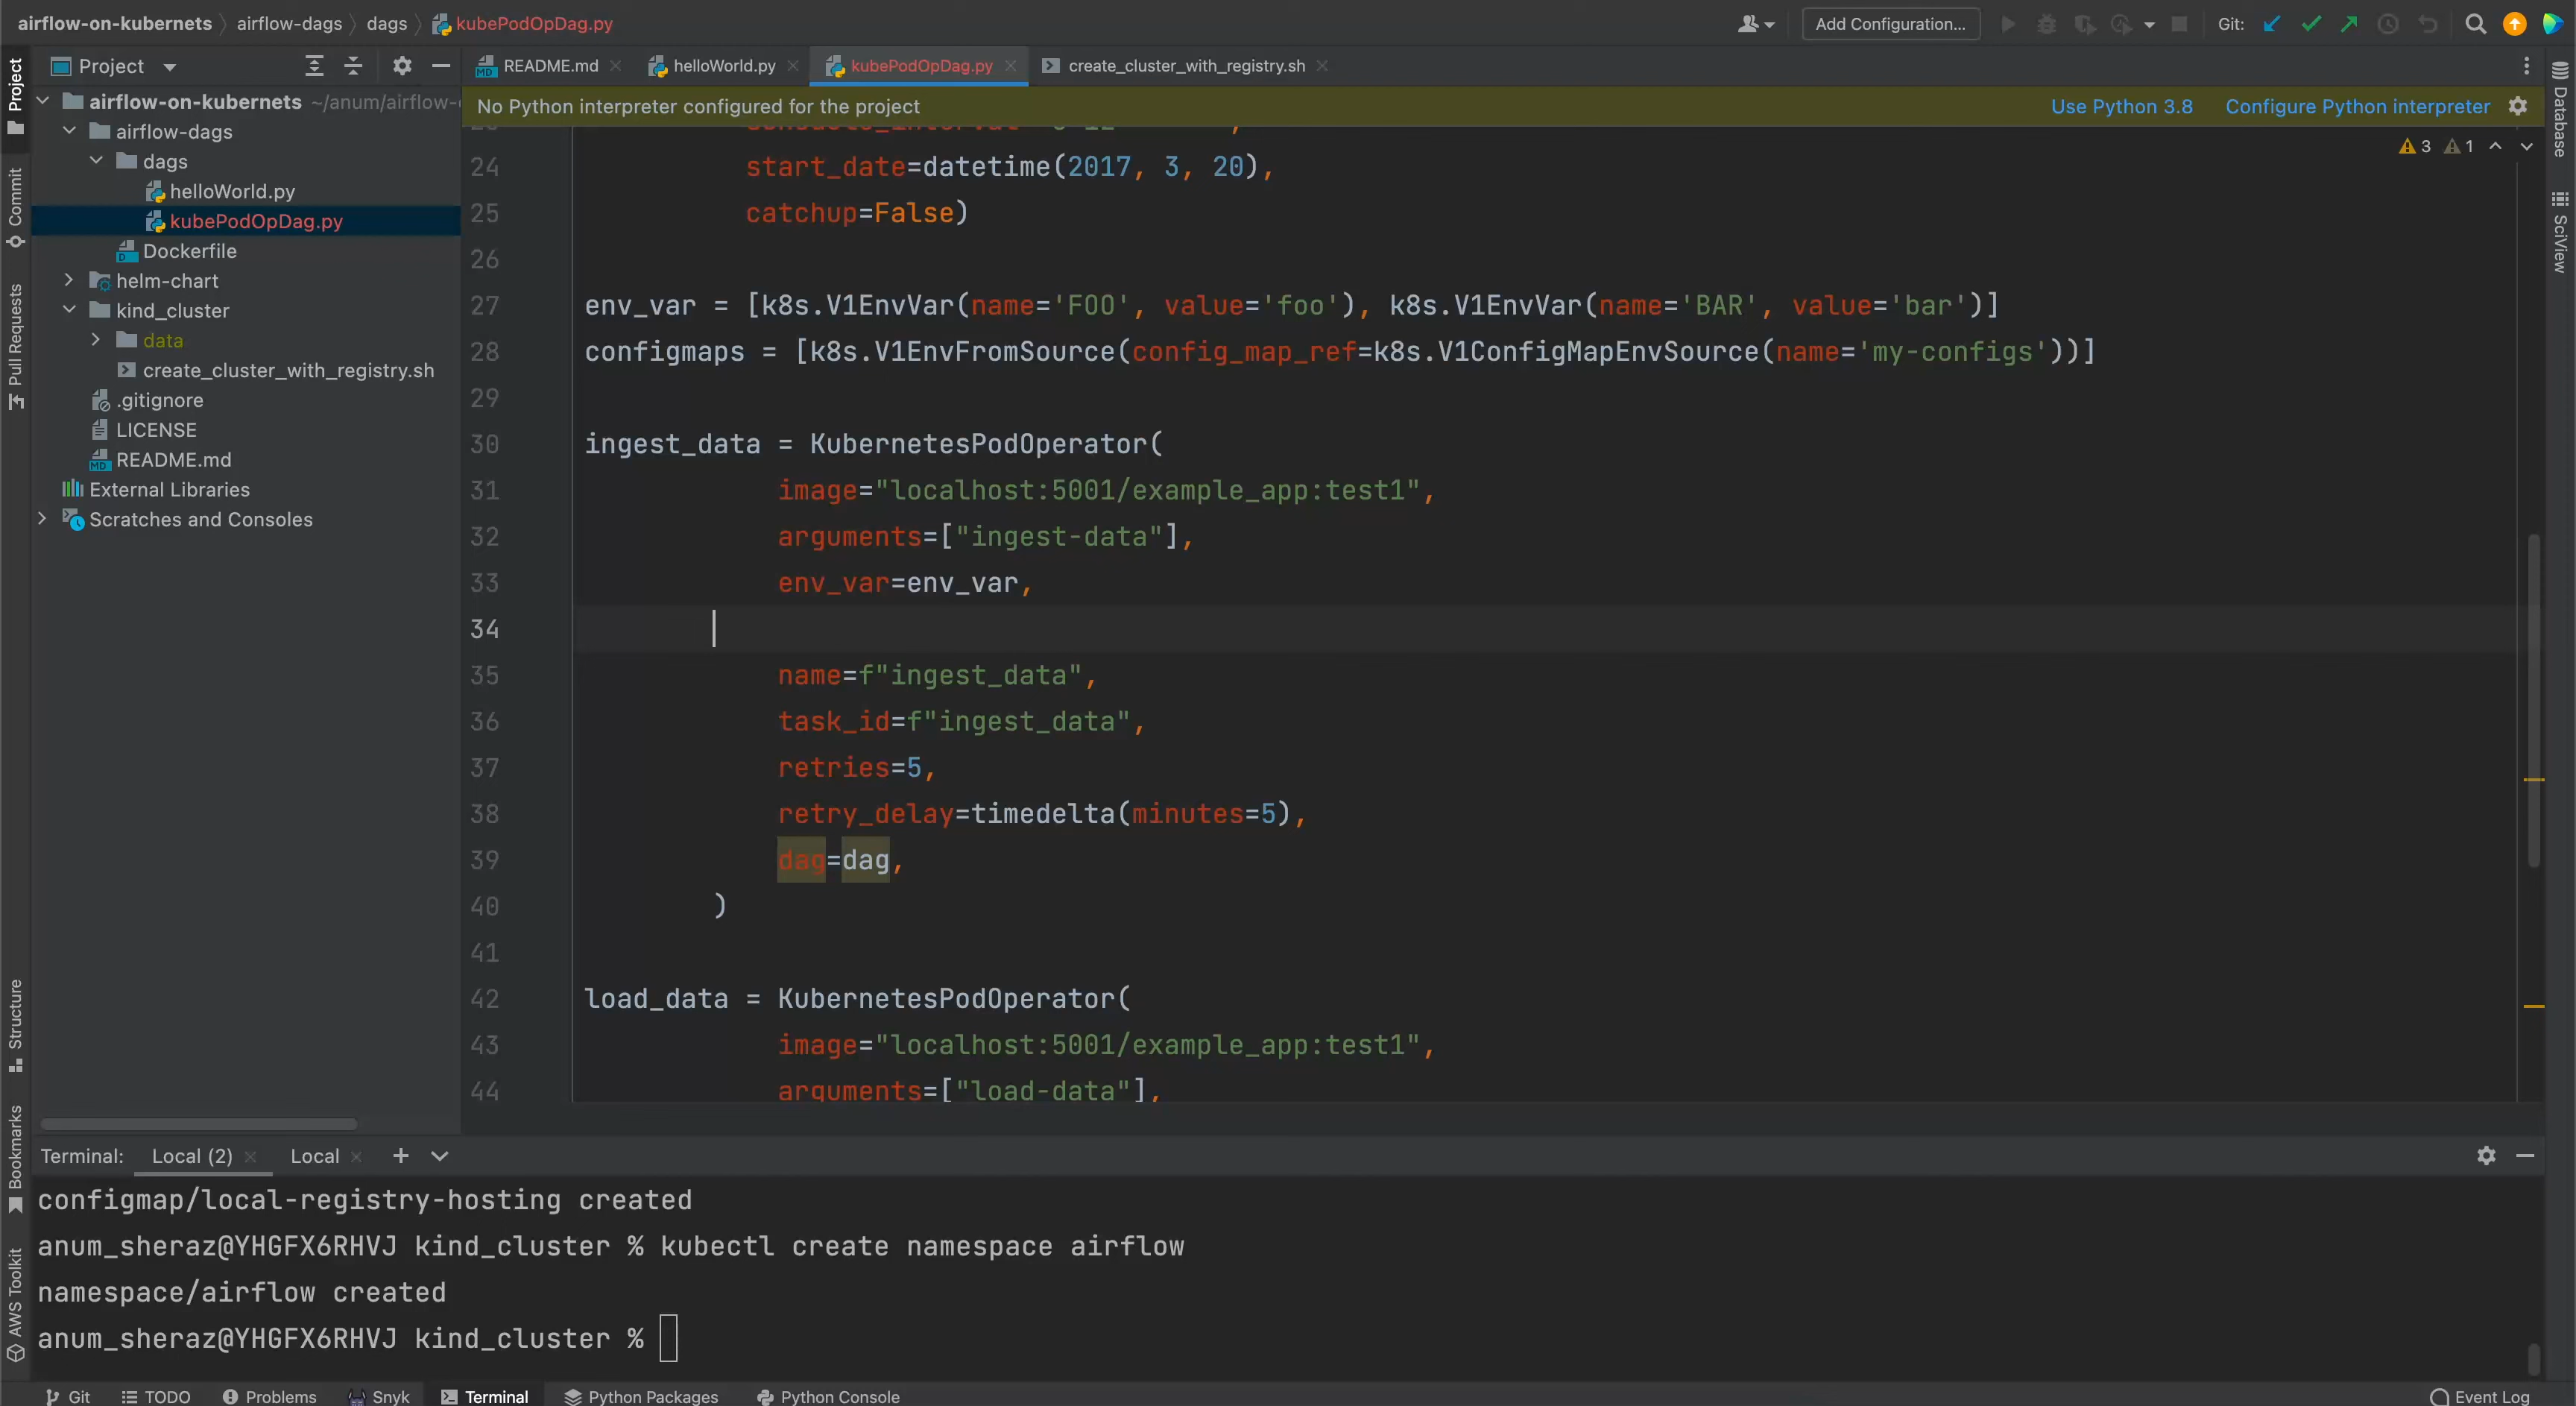 airflow-on-kubernets airflow-dags dags kubePodOpDag.py
Add Configuration...
Git:
Project
README.md
helloWorld.py
kubePodOpDag.py
create_cluster_with_registry.sh
airflow-on-kubernets ~/anum/airflow-
airflow-dags
dags
helloWorld.py
kubePodOpDag.py
Dockerfile
helm-chart
kind_cluster
data
create_cluster_with_registry.sh
.gitignore
LICENSE
README.md
External Libraries
Scratches and Consoles
Project
Commit
Pull Requests
Structure
Bookmarks
AWS Toolkit
Database
SciView
No Python interpreter configured for the project
Use Python 3.8 Configure Python interpreter
3 1
24 start_date=datetime(2017, 3, 20),
25 catchup=False)
26
27 env_var = [k8s.V1EnvVar(name='FOO', value='foo'), k8s.V1EnvVar(name='BAR', value='bar')]
28 configmaps = [k8s.V1EnvFromSource(config_map_ref=k8s.V1ConfigMapEnvSource(name='my-configs'))]
29
30 ingest_data = KubernetesPodOperator(
31 image="localhost:5001/example_app:test1",
32 arguments=["ingest-data"],
33 env_var=env_var,
34
35 name=f"ingest_data",
36 task_id=f"ingest_data",
37 retries=5,
38 retry_delay=timedelta(minutes=5),
39 dag=dag,
40 )
41
42 load_data = KubernetesPodOperator(
43 image="localhost:5001/example_app:test1",
44 arguments=["load-data"],
Terminal: Local (2) Local
configmap/local-registry-hosting created
anum_sheraz@YHGFX6RHVJ kind_cluster % kubectl create namespace airflow
namespace/airflow created
anum_sheraz@YHGFX6RHVJ kind_cluster %
Git TODO Problems Snyk Terminal Python Packages Python Console Event Log